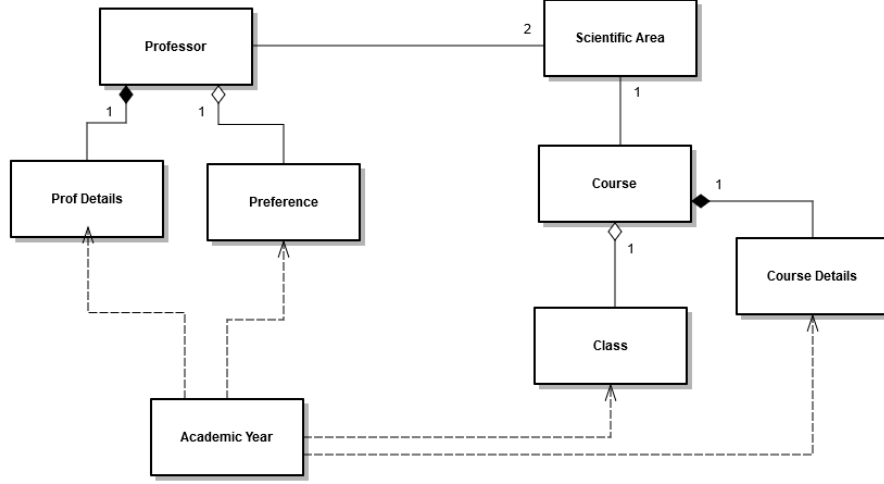 Professor
2
Scientific Area
1
1
1
Prof Details
Preference
Course
1
1
Course Details
Class
Academic Year